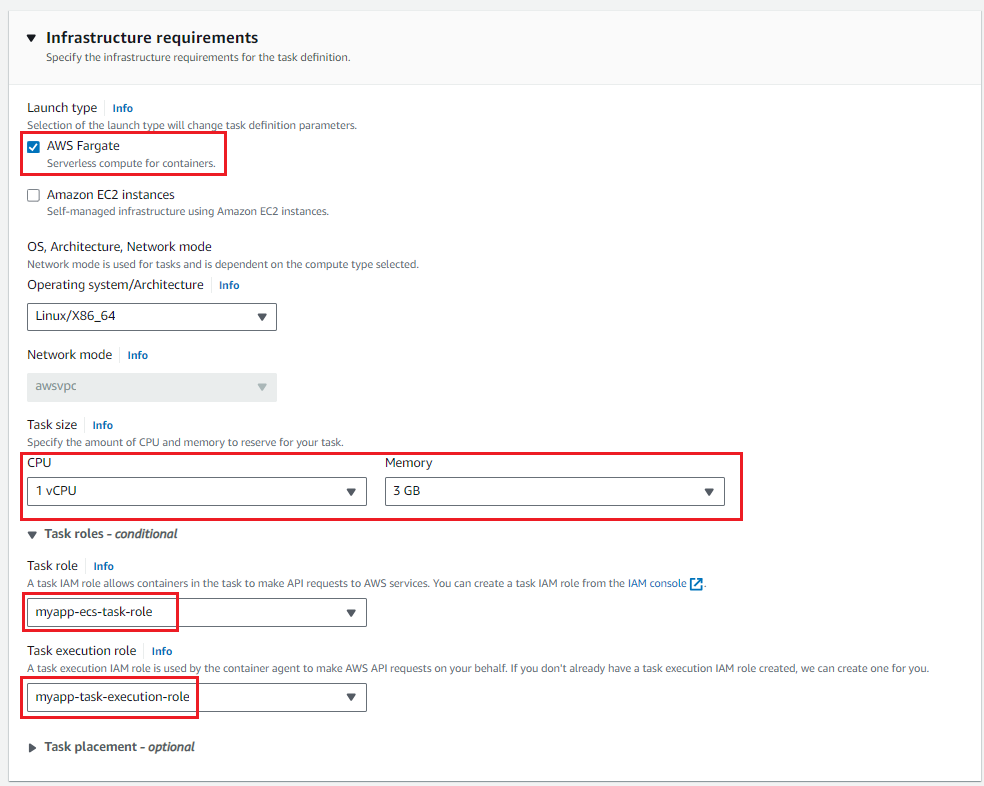 Infrastructure requirements
Specify the infrastructure requirements for the task definition.
Launch type Info
Selection of the launch type will change task definition parameters.
AWS Fargate
Serverless compute for containers.
Amazon EC2 instances
Self-managed infrastructure using Amazon EC2 instances.
OS, Architecture, Network mode
Network mode is used for tasks and is dependent on the compute type selected.
Operating system/Architecture Info
Linux/X86_64
Network mode Info
awsvpc
Task size Info
Specify the amount of CPU and memory to reserve for your task.
CPU Memory
1 vCPU 3 GB
Task roles - conditional
Task role Info
A task IAM role allows containers in the task to make API requests to AWS services. You can create a task IAM role from the IAM console.
myapp-ecs-task-role
Task execution role Info
A task execution IAM role is used by the container agent to make AWS API requests on your behalf. If you don't already have a task execution IAM role created, we can create one for you.
myapp-task-execution-role
Task placement - optional